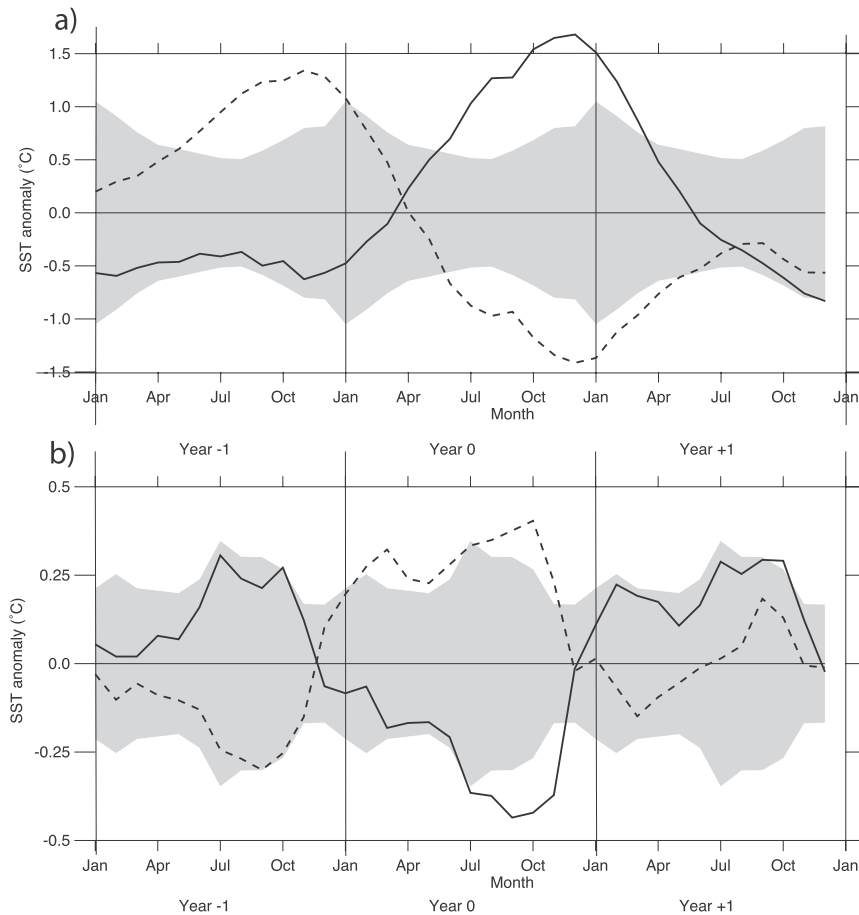 a)
1.5
1.0
0.5
0.0
-0.5
-1.0
-1.5
SST anomaly (˚C)
Jan Apr Jul Oct Jan Apr Jul Oct Jan Apr Jul Oct Jan
Month
Year -1 Year 0 Year +1
b)
0.5
0.25
0.0
-0.25
-0.5
SST anomaly (˚C)
Jan Apr Jul Oct Jan Apr Jul Oct Jan Apr Jul Oct Jan
Month
Year -1 Year 0 Year +1